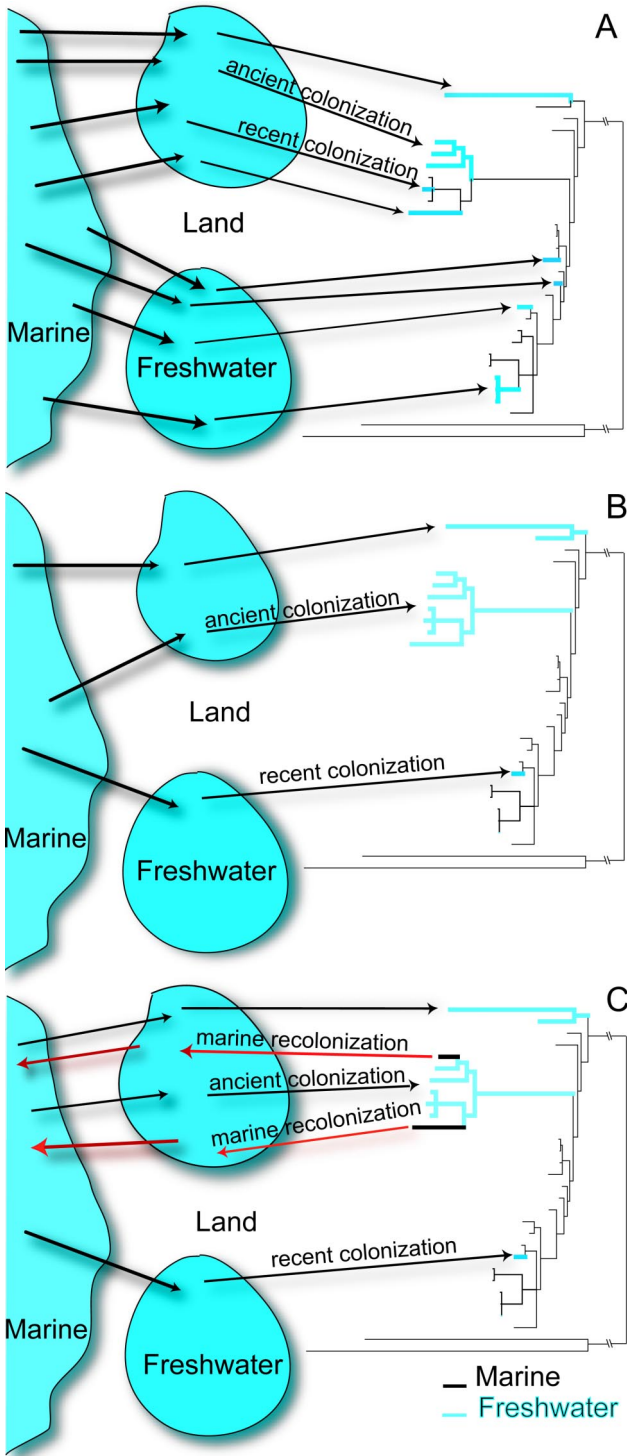 A
ancient colonization
recent colonization
Land
Marine
Freshwater
B
ancient colonization
Land
recent colonization
Marine
Freshwater
C
marine recolonization
ancient colonization
marine recolonization
Land
recent colonization
Marine
Freshwater
Marine
Freshwater